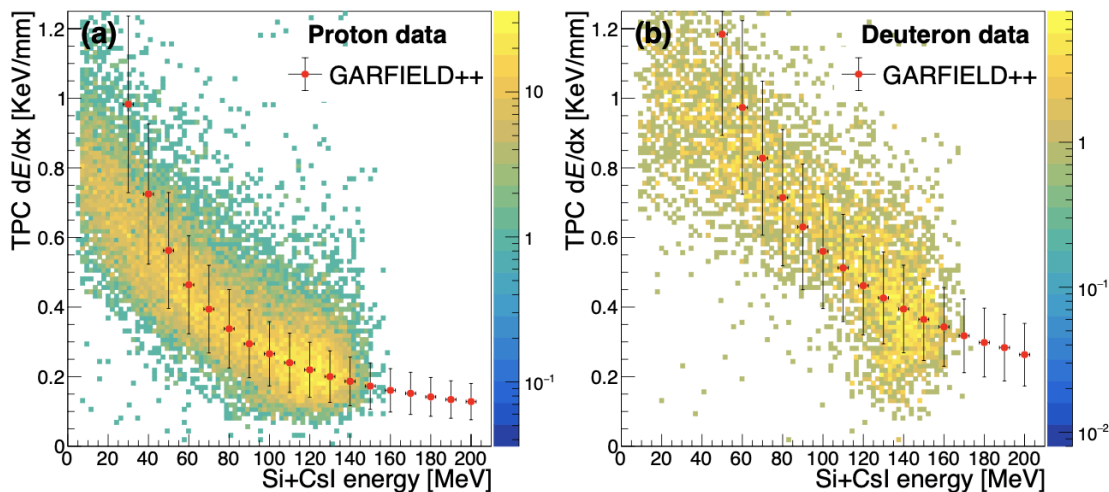 (a) Proton data
GARFIELD++
TPC dE/dx [KeV/mm]
1.2
1
0.8
0.6
0.4
0.2
0
0 20 40 60 80 100 120 140 160 180 200
Si+CsI energy [MeV]
10
1
10⁻¹
(b) Deuteron data
GARFIELD++
TPC dE/dx [KeV/mm]
1.2
1
0.8
0.6
0.4
0.2
0
0 20 40 60 80 100 120 140 160 180 200
Si+CsI energy [MeV]
1
10⁻¹
10⁻²